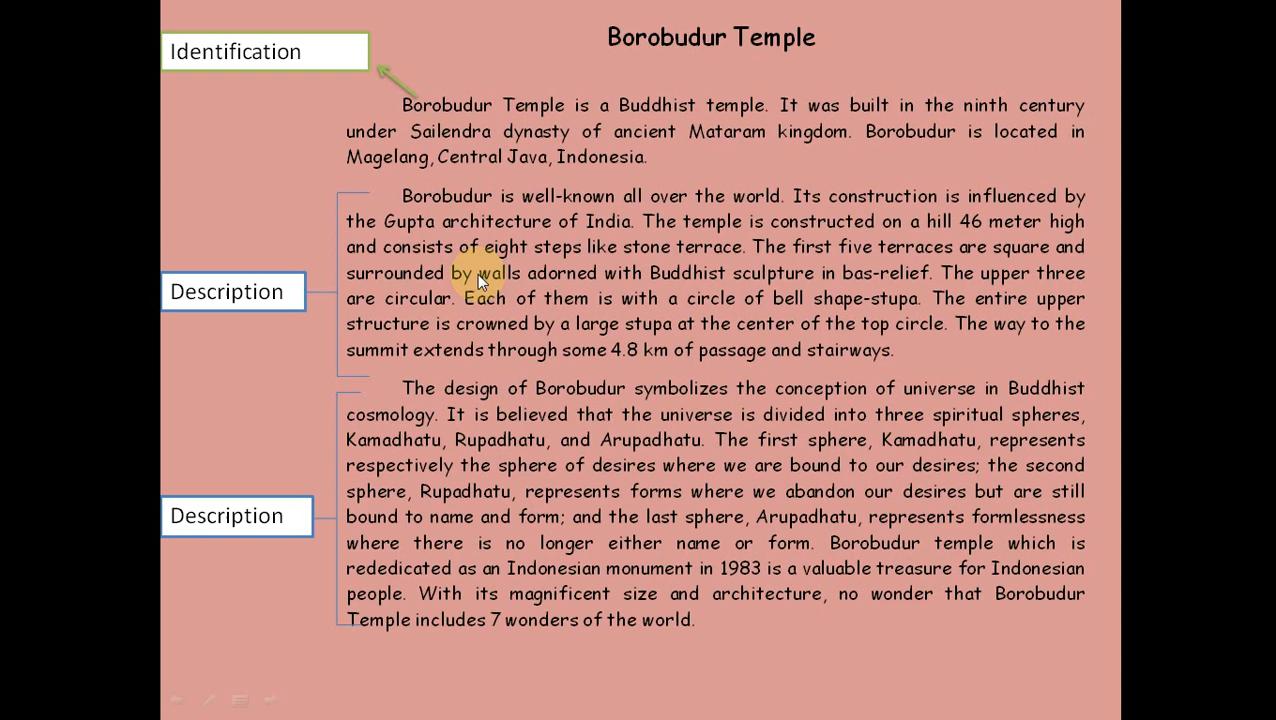 Borobudur Temple
Identification
Borobudur Temple is a Buddhist temple. It was built in the ninth century
under Sailendra dynasty of ancient Mataram kingdom. Borobudur is located in
Magelang, Central Java, Indonesia.
Borobudur is well-known all over the world. Its construction is influenced by
the Gupta architecture of India. The temple is constructed on a hill 46 meter high
and consists of eight steps like stone terrace. The first five terraces are square and
surrounded by walls adorned with Buddhist sculpture in bas-relief. The upper three
are circular. Each of them is with a circle of bell shape-stupa. The entire upper
structure is crowned by a large stupa at the center of the top circle. The way to the
summit extends through some 4.8 km of passage and stairways.
Description
The design of Borobudur symbolizes the conception of universe in Buddhist
cosmology. It is believed that the universe is divided into three spiritual spheres,
Kamadhatu, Rupadhatu, and Arupadhatu. The first sphere, Kamadhatu, represents
respectively the sphere of desires where we are bound to our desires; the second
sphere, Rupadhatu, represents forms where we abandon our desires but are still
bound to name and form; and the last sphere, Arupadhatu, represents formlessness
where there is no longer either name or form. Borobudur temple which is
rededicated as an Indonesian monument in 1983 is a valuable treasure for Indonesian
people. With its magnificent size and architecture, no wonder that Borobudur
Temple includes 7 wonders of the world.
Description